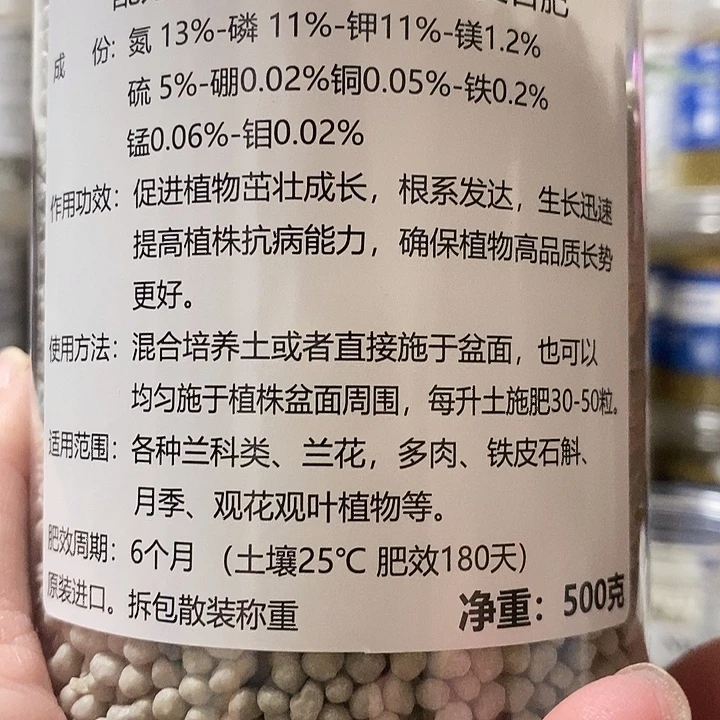 成 份：氮 13%-磷 11%-钾11%-镁1.2%
硫 5%-硼0.02%铜0.05%-铁0.2%
锰0.06%-钼0.02%
作用功效：促进植物茁壮成长，根系发达，生长迅速
提高植株抗病能力，确保植物高品质长势
更好。
使用方法：混合培养土或者直接施于盆面，也可以
均匀施于植株盆面周围，每升土施肥30-50粒。
适用范围：各种兰科类、兰花，多肉、铁皮石斛、
月季、观花观叶植物等。
肥效周期：6个月 （土壤25℃ 肥效180天）
原装进口。拆包散装称重 净重：500克